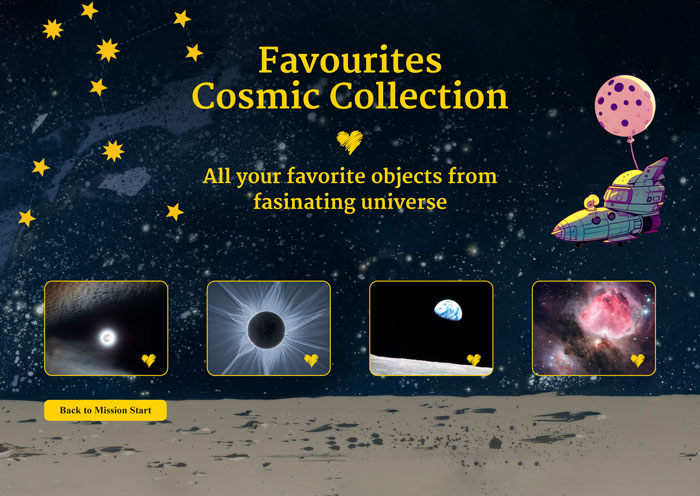 Favourites
Cosmic Collection
All your favorite objects from
fasinating universe
Back to Mission Start